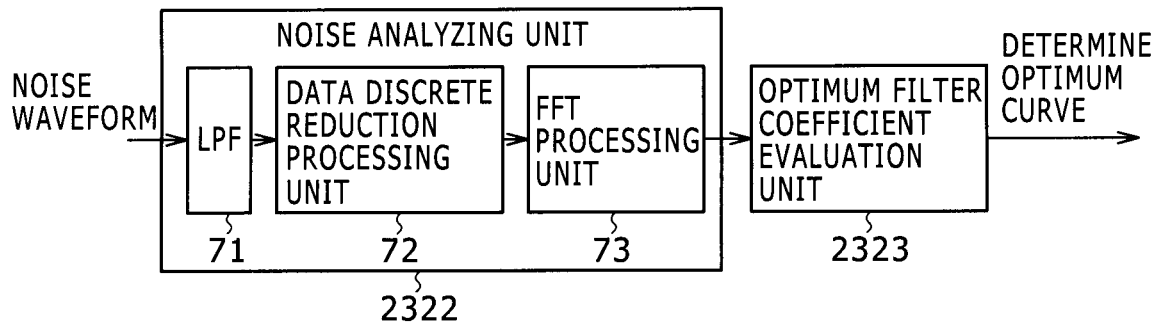 NOISE ANALYZING UNIT
NOISE
WAVEFORM
LPF
DATA DISCRETE
REDUCTION
PROCESSING
UNIT
FFT
PROCESSING
UNIT
OPTIMUM FILTER
COEFFICIENT
EVALUATION
UNIT
DETERMINE
OPTIMUM
CURVE
71
72
73
2323
2322